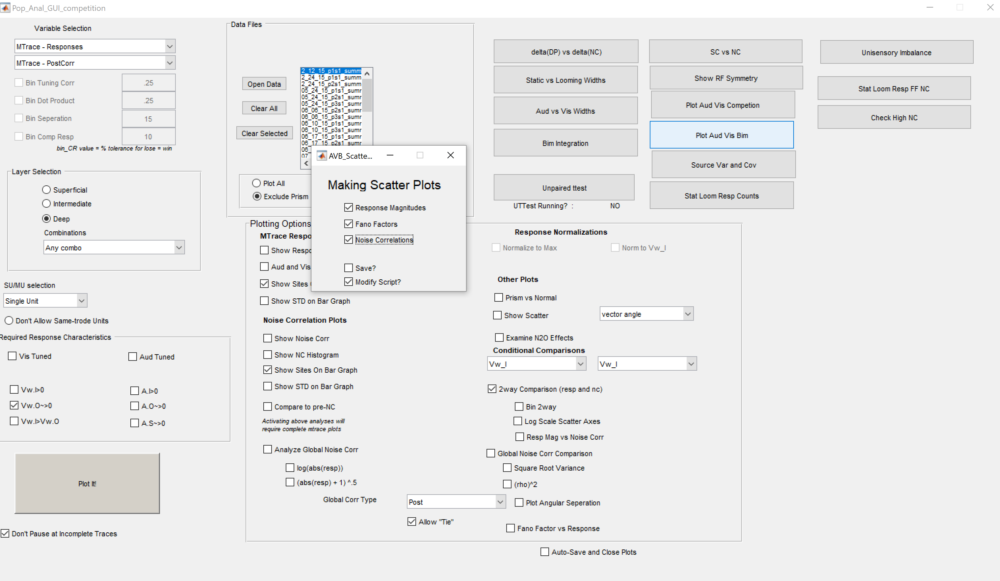 Pop_Anal_GUI_competition
Variable Selection
MTrace - Responses
MTrace - PostCorr
Bin Tuning Corr
.25
Bin Dot Product
.25
Bin Seperation
15
Bin Comp Resp
10
bin_CR value = % tolerance for lose = win
Layer Selection
Superficial
Intermediate
Deep
Combinations
Any combo
SU/MU selection
Single Unit
Don't Allow Same-trode Units
Required Response Characteristics
Vis Tuned
Aud Tuned
Vw.I>0
A.I>0
Vw.O~>0
A.O~>0
Vw.I>Vw.O
A.S~>0
Plot It!
Don't Pause at Incomplete Traces
Data Files
Open Data
Clear All
Clear Selected
2_12_15_p1s1_summ
2_24_15_p1s1_summ
2_24_15_p2s1_summ
05_24_15_p1s1_sumr
05_24_15_p2s1_sumr
05_24_15_p3s1_sumr
06_06_15_p2s1_sumr
06_06_15_p3s1_sumr
06_10_15_p1s1_sumr
06_10_15_p3s1_sumr
06_17_15_p1s1_sumr
06_17_15_p2s1_sumr
06
07
Plot All
Exclude Prism
AVB_Scatte...
Making Scatter Plots
Response Magnitudes
Fano Factors
Noise Correlations
Save?
Modify Script?
delta(DP) vs delta(NC)
Static vs Looming Widths
Aud vs Vis Widths
Bim Integration
Unpaired ttest
UTTest Running? :
NO
SC vs NC
Show RF Symmetry
Plot Aud Vis Competion
Plot Aud Vis Bim
Source Var and Cov
Stat Loom Resp Counts
Unisensory Imbalance
Stat Loom Resp FF NC
Check High NC
Plotting Options
MTrace Respo
Show Respo
Aud and Vis
Show Sites
Show STD on Bar Graph
Noise Correlation Plots
Show Noise Corr
Show NC Histogram
Show Sites On Bar Graph
Show STD on Bar Graph
Compare to pre-NC
Activating above analyses will
require complete mtrace plots
Analyze Global Noise Corr
log(abs(resp))
(abs(resp) + 1) ^.5
Global Corr Type
Post
Allow "Tie"
Response Normalizations
Normalize to Max
Norm to Vw_I
Other Plots
Prism vs Normal
Show Scatter
vector angle
Examine N2O Effects
Conditional Comparisons
Vw_I
Vw_I
2way Comparison (resp and nc)
Bin 2way
Log Scale Scatter Axes
Resp Mag vs Noise Corr
Global Noise Corr Comparison
Square Root Variance
(rho)^2
Plot Angular Seperation
Fano Factor vs Response
Auto-Save and Close Plots